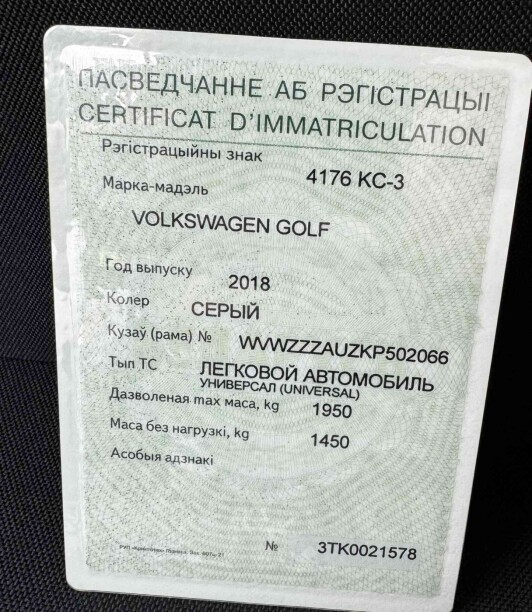 ПАСВЕДЧАННЕ АБ РЭГІСТРАЦЫІ
CERTIFICAT D'IMMATRICULATION
Рэгістрацыйны знак 4176 KC-3
Марка-мадэль
VOLKSWAGEN GOLF
Год выпуску 2018
Колер СЕРЫЙ
Кузаў (рама) № WVWZZZAUZKP502066
Тып ТС ЛЕГКОВОЙ АВТОМОБИЛЬ
УНИВЕРСАЛ (UNIVERSAL)
Дазволеная max маса, kg 1950
Маса без нагрузкі, kg 1450
Асобыя адзнакі
№ 3TK0021578